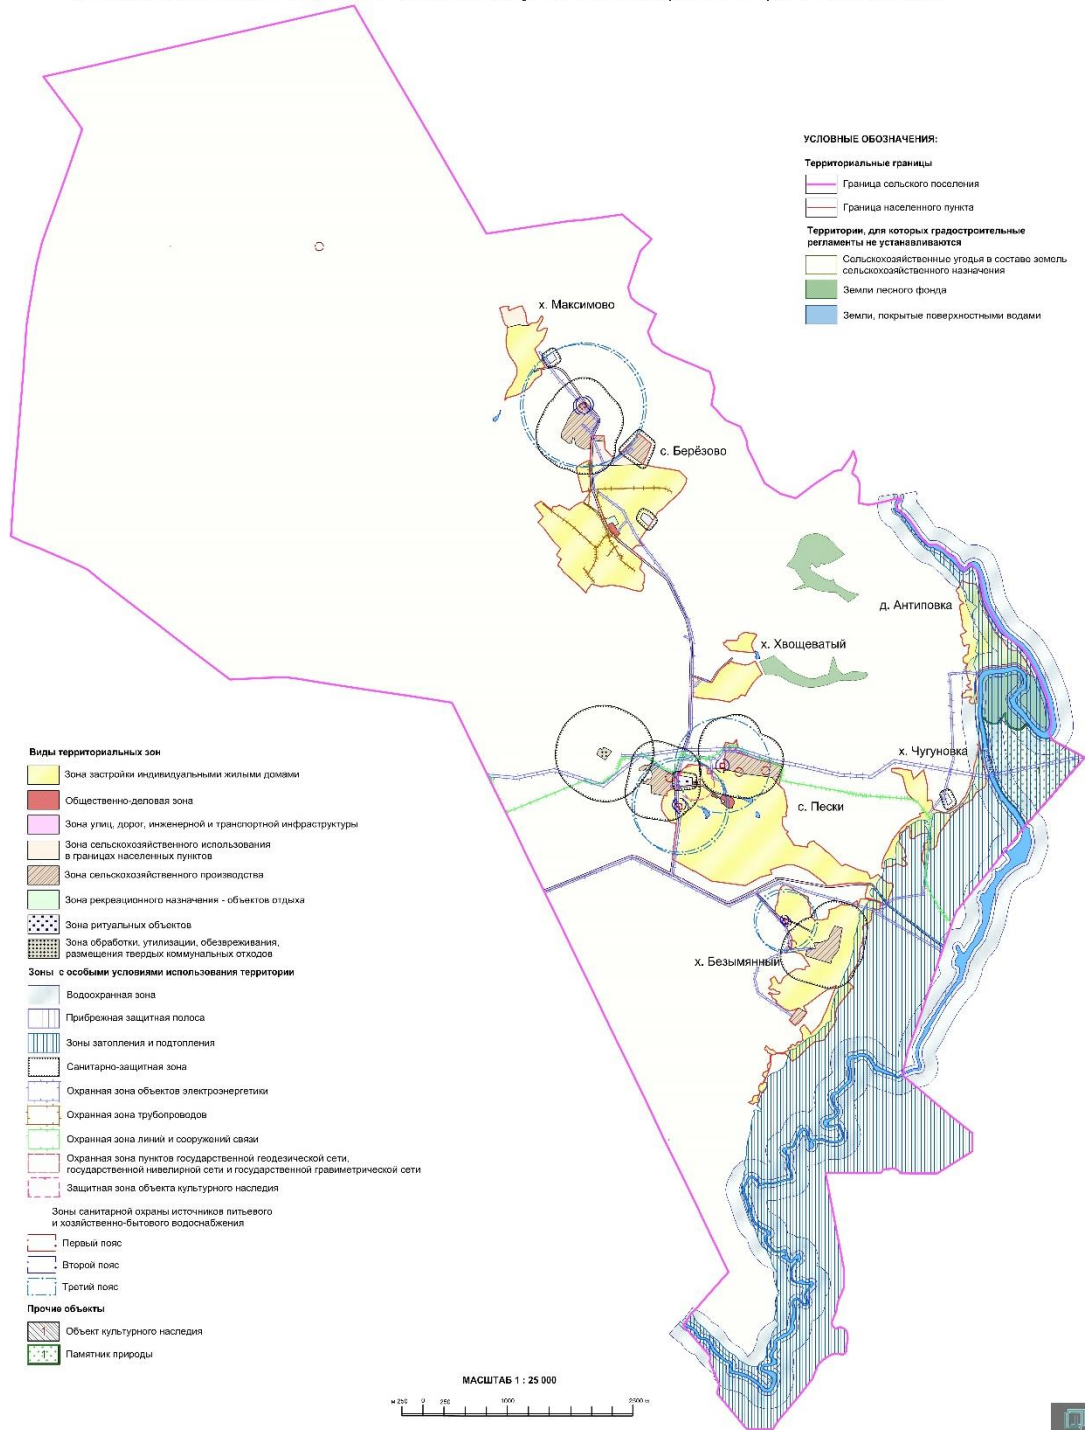 УСЛОВНЫЕ ОБОЗНАЧЕНИЯ:
Территориальные границы
Граница сельского поселения
Граница населенного пункта
Территории, для которых градостроительные
регламенты не устанавливаются
Сельскохозяйственные угодья в составе земель
сельскохозяйственного назначения
Земли лесного фонда
Земли, покрытые поверхностными водами
х. Максимово
с. Берёзово
д. Антиповка
х. Хвощеватый
х. Чугуновка
с. Пески
х. Безымянный
Виды территориальных зон
Зона застройки индивидуальными жилыми домами
Общественно-деловая зона
Зона улиц, дорог, инженерной и транспортной инфраструктуры
Зона сельскохозяйственного использования
в границах населенных пунктов
Зона сельскохозяйственного производства
Зона рекреационного назначения - объектов отдыха
Зона ритуальных объектов
Зона обработки, утилизации, обезвреживания,
размещения твердых коммунальных отходов
Зоны с особыми условиями использования территории
Водоохранная зона
Прибрежная защитная полоса
Зоны затопления и подтопления
Санитарно-защитная зона
Охранная зона объектов электроэнергетики
Охранная зона трубопроводов
Охранная зона линий и сооружений связи
Охранная зона пунктов государственной геодезической сети,
государственной нивелирной сети и государственной гравиметрической сети
Защитная зона объекта культурного наследия
Зоны санитарной охраны источников питьевого
и хозяйственно-бытового водоснабжения
Первый пояс
Второй пояс
Третий пояс
Прочие объекты
1 Объект культурного наследия
1 Памятник природы
МАСШТАБ 1 : 25 000
м 250 0 250 1000 2500 м